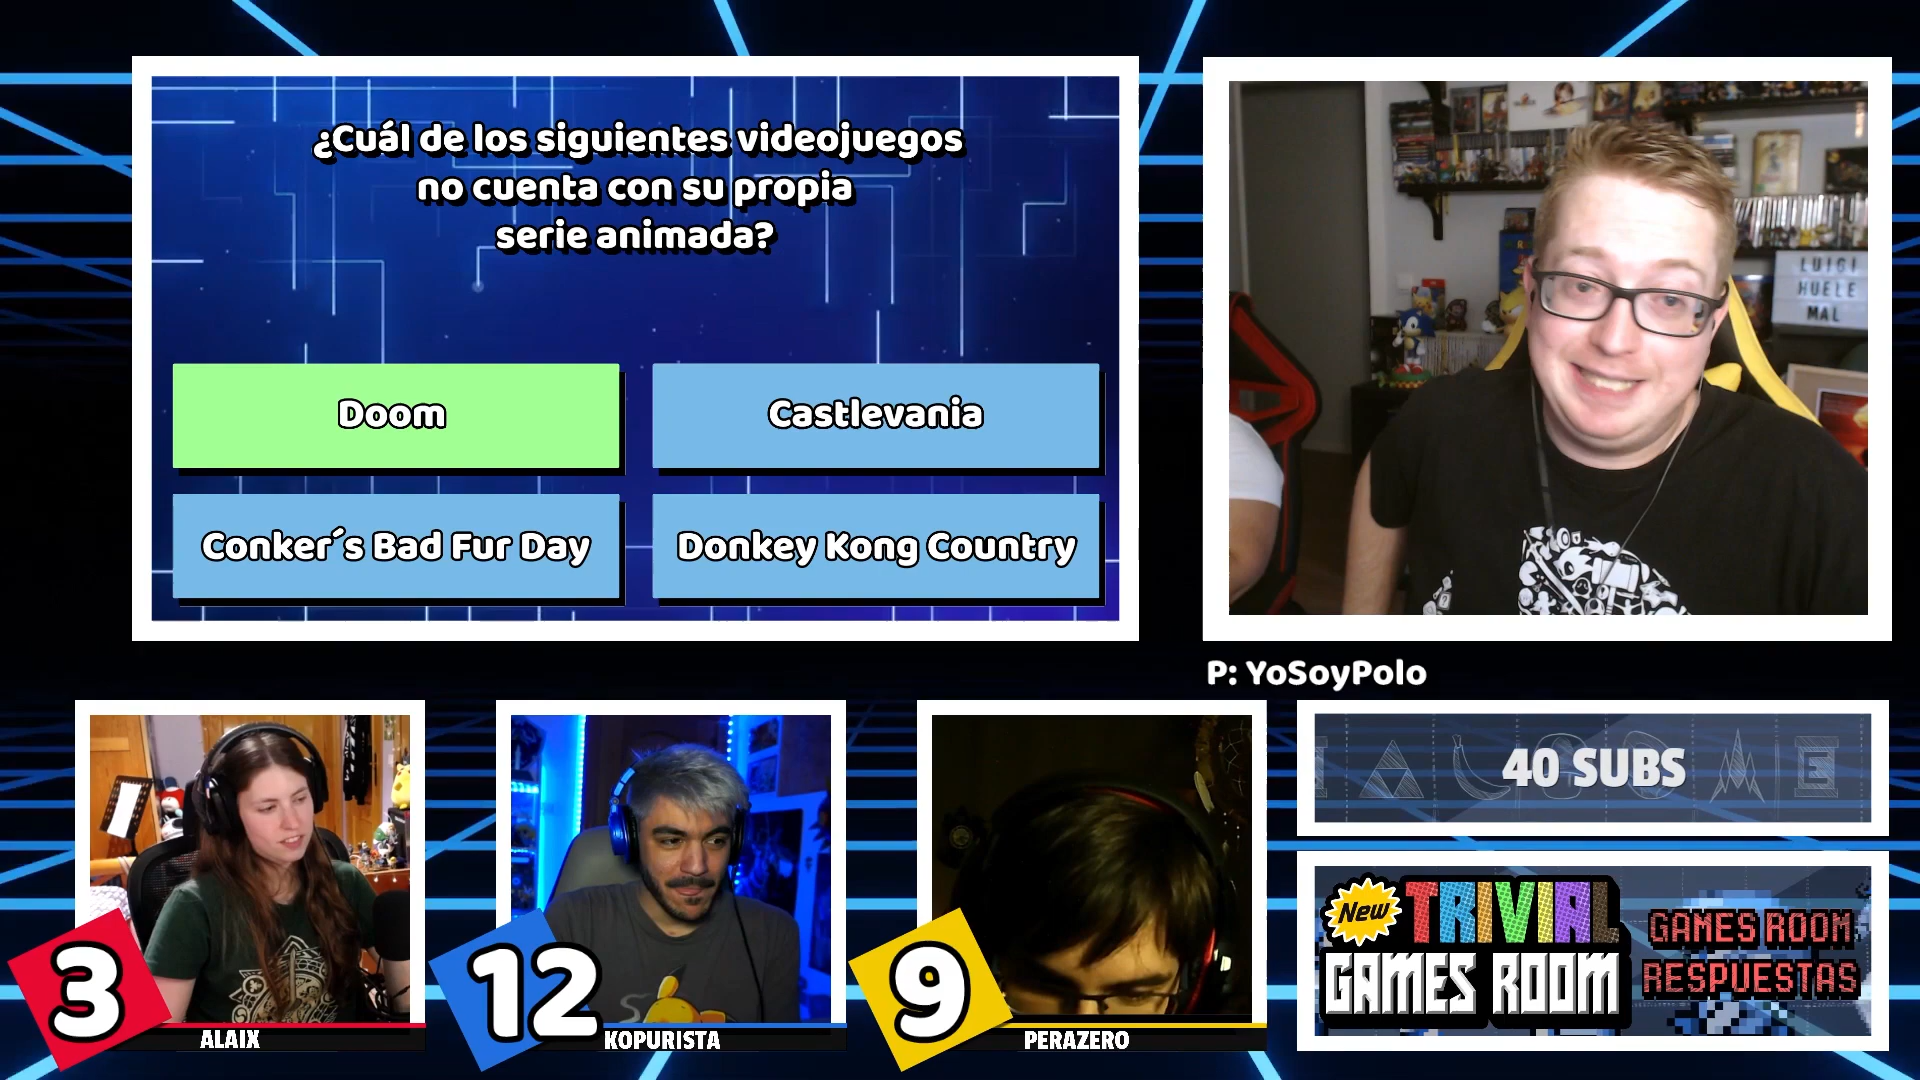 ¿Cuál de los siguientes videojuegos
no cuenta con su propia
serie animada?
Doom
Castlevania
Conker´s Bad Fur Day
Donkey Kong Country
LUIGI
HUELE
MAL
P: YoSoyPolo
40 SUBS
3
ALAIX
12
KOPURISTA
9
PERAZERO
New
TRIVIAL
GAMES ROOM
GAMES ROOM
RESPUESTAS